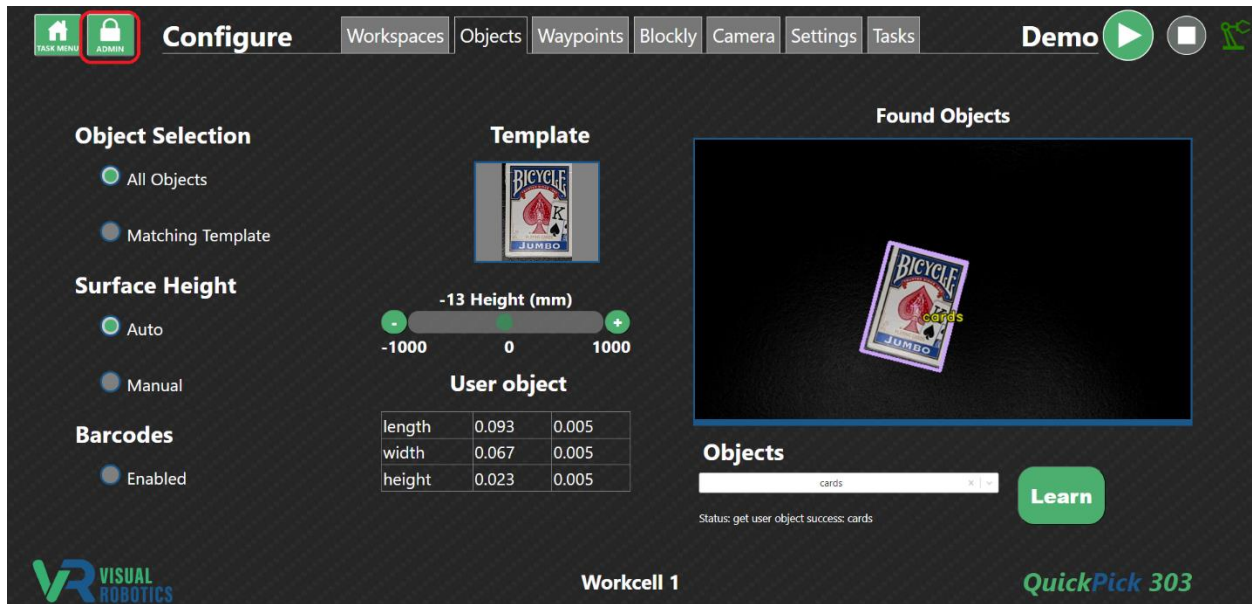 TASK MENU
ADMIN
Configure
Workspaces
Objects
Waypoints
Blockly
Camera
Settings
Tasks
Demo
Object Selection
All Objects
Matching Template
Surface Height
Auto
Manual
Barcodes
Enabled
Template
BICYCLE
K
JUMBO
-13 Height (mm)
- +
-1000 0 1000
User object
length 0.093 0.005
width 0.067 0.005
height 0.023 0.005
Found Objects
BICYCLE
K
cards
JUMBO
Objects
cards
Learn
Status: get user object success: cards
VR VISUAL
ROBOTICS
Workcell 1
QuickPick 303